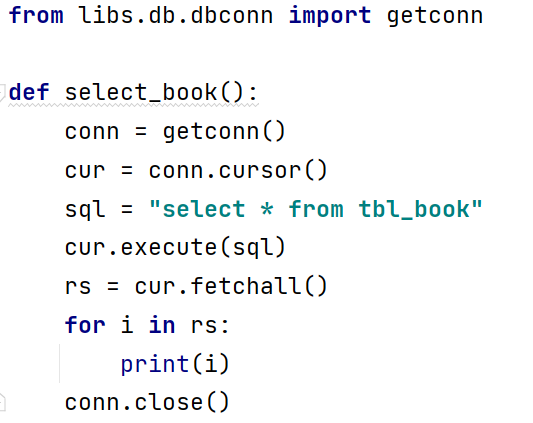 from libs.db.dbconn import getconn
def select_book():
    conn = getconn()
    cur = conn.cursor()
    sql = "select * from tbl_book"
    cur.execute(sql)
    rs = cur.fetchall()
    for i in rs:
        print(i)
    conn.close()